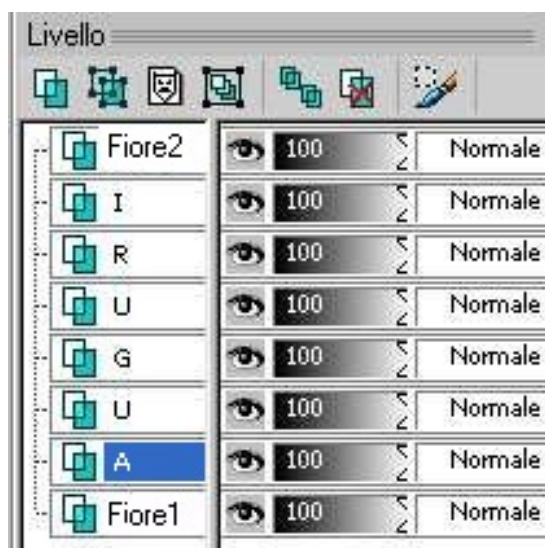 Livello
Fiore2 100 Normale
I 100 Normale
R 100 Normale
U 100 Normale
G 100 Normale
U 100 Normale
A 100 Normale
Fiore1 100 Normale